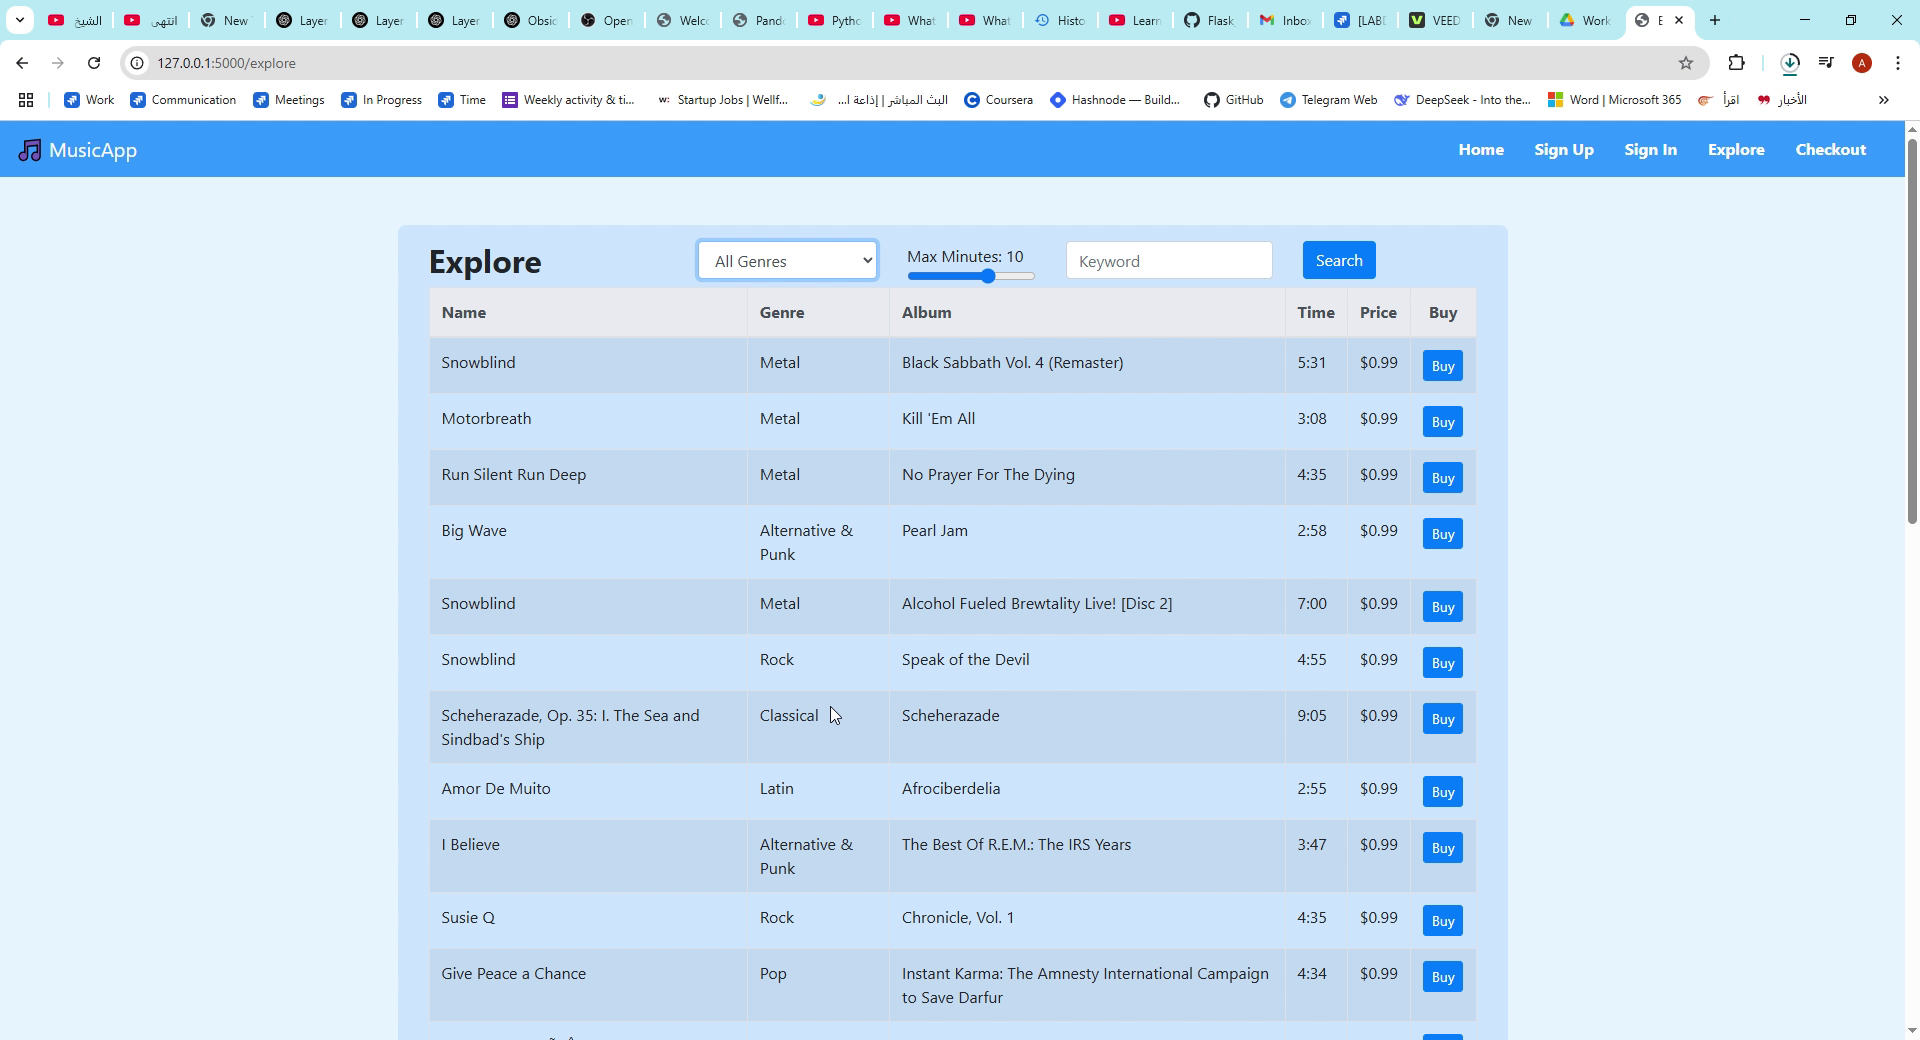 الشيخ
انتهى
New
Layer
Layer
Layer
Obsid
Open
Welc
Pand
Pytho
What
What
Histo
Learn
Flask
Inbox
VEED
New
Work
E
127.0.0.1:5000/explore
A
Work
Communication
Meetings
In Progress
Time
Weekly activity & ti...
Startup Jobs | Wellf...
البث المباشر | إذاعة ا...
Coursera
Hashnode — Build...
GitHub
Telegram Web
DeepSeek - Into the...
Word | Microsoft 365
اقرأ
الأخبار
MusicApp
Home Sign Up Sign In Explore Checkout
Explore
All Genres
Max Minutes: 10
Keyword
Search
Name Genre Album Time Price Buy
Snowblind Metal Black Sabbath Vol. 4 (Remaster) 5:31 $0.99 Buy
Motorbreath Metal Kill 'Em All 3:08 $0.99 Buy
Run Silent Run Deep Metal No Prayer For The Dying 4:35 $0.99 Buy
Big Wave Alternative & Pearl Jam 2:58 $0.99 Buy
Punk
Snowblind Metal Alcohol Fueled Brewtality Live! [Disc 2] 7:00 $0.99 Buy
Snowblind Rock Speak of the Devil 4:55 $0.99 Buy
Scheherazade, Op. 35: I. The Sea and Classical Scheherazade 9:05 $0.99 Buy
Sindbad's Ship
Amor De Muito Latin Afrociberdelia 2:55 $0.99 Buy
I Believe Alternative & The Best Of R.E.M.: The IRS Years 3:47 $0.99 Buy
Punk
Susie Q Rock Chronicle, Vol. 1 4:35 $0.99 Buy
Give Peace a Chance Pop Instant Karma: The Amnesty International Campaign 4:34 $0.99 Buy
to Save Darfur